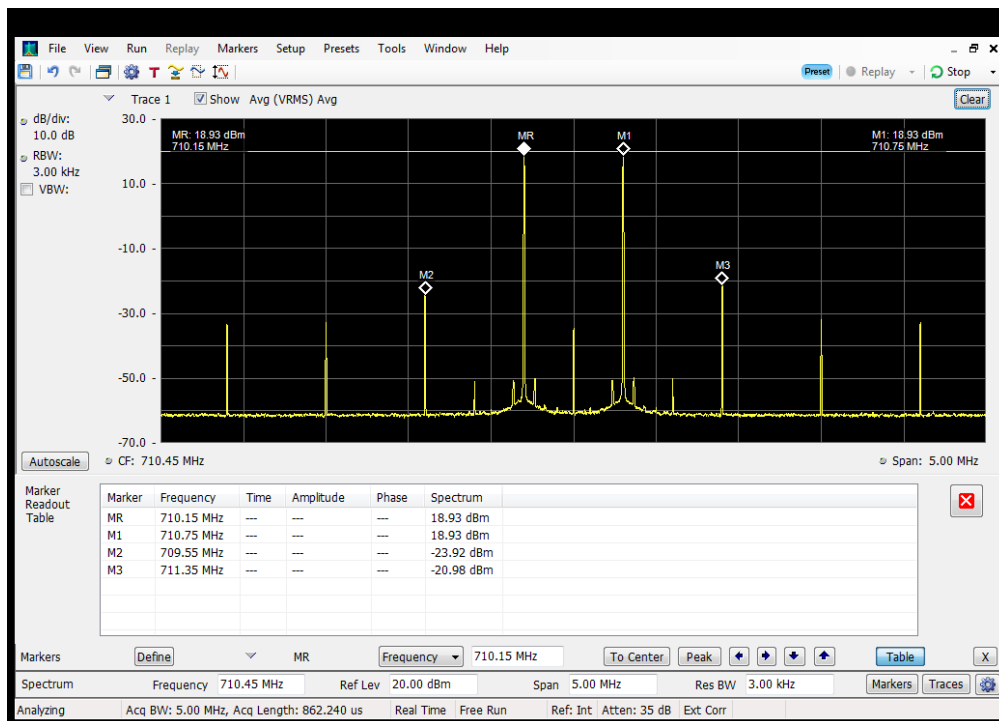 File View Run Replay Markers Setup Presets Tools Window Help
T Preset Replay Stop
Trace 1 Show Avg (VRMS) Avg Clear
dB/div:
10.0 dB
RBW:
3.00 kHz
VBW:
30.0 -
10.0 -
-10.0 -
-30.0 -
-50.0 -
-70.0 -
MR: 18.93 dBm
710.15 MHz
MR
M1
M1: 18.93 dBm
710.75 MHz
M2
M3
Autoscale CF: 710.45 MHz Span: 5.00 MHz
Marker
Readout
Table
Marker Frequency Time Amplitude Phase Spectrum
MR 710.15 MHz --- --- --- 18.93 dBm
M1 710.75 MHz --- --- --- 18.93 dBm
M2 709.55 MHz --- --- --- -23.92 dBm
M3 711.35 MHz --- --- --- -20.98 dBm
Markers Define MR Frequency 710.15 MHz To Center Peak Table X
Spectrum Frequency 710.45 MHz Ref Lev 20.00 dBm Span 5.00 MHz Res BW 3.00 kHz Markers Traces
Analyzing Acq BW: 5.00 MHz, Acq Length: 862.240 us Real Time Free Run Ref: Int Atten: 35 dB Ext Corr